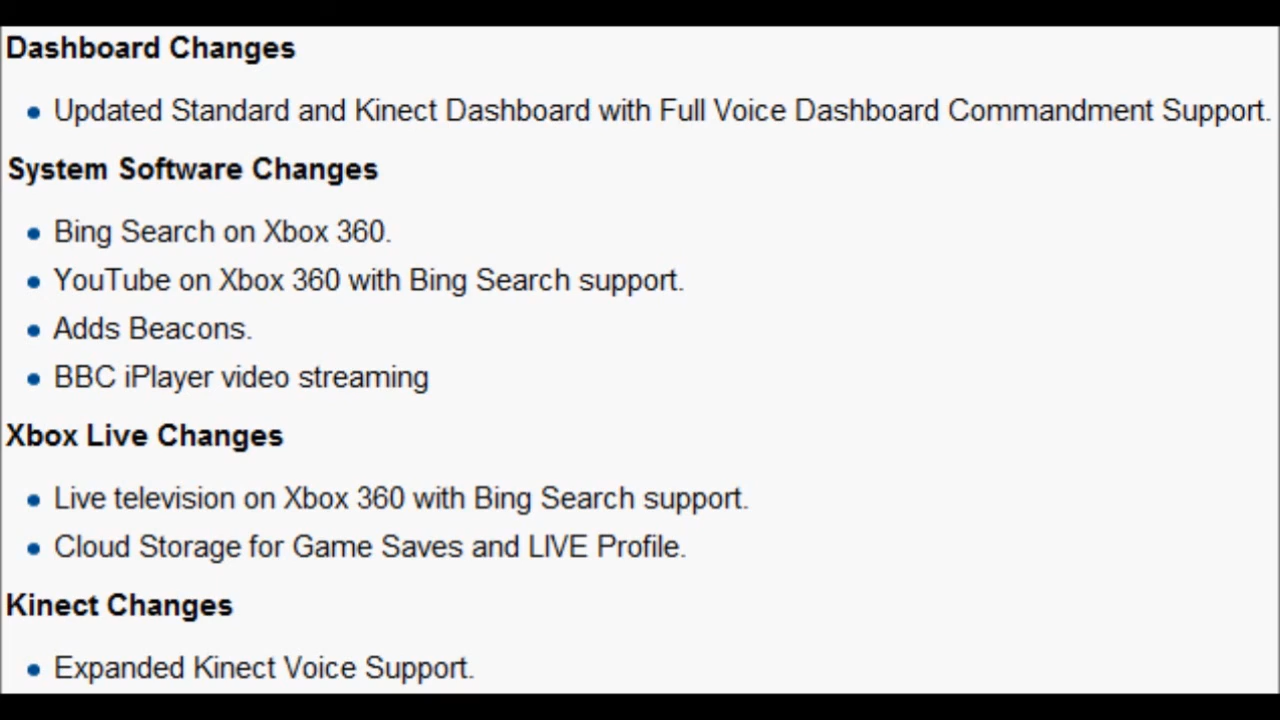 Dashboard Changes
Updated Standard and Kinect Dashboard with Full Voice Dashboard Commandment Support.
System Software Changes
Bing Search on Xbox 360.
YouTube on Xbox 360 with Bing Search support.
Adds Beacons.
BBC iPlayer video streaming
Xbox Live Changes
Live television on Xbox 360 with Bing Search support.
Cloud Storage for Game Saves and LIVE Profile.
Kinect Changes
Expanded Kinect Voice Support.